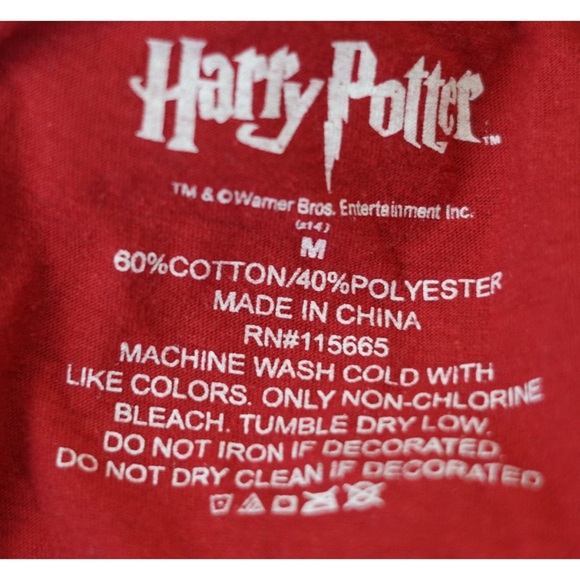 Harry Potter™
TM & ©Warner Bros. Entertainment Inc.
(s14)
M
60%COTTON/40%POLYESTER
MADE IN CHINA
RN#115665
MACHINE WASH COLD WITH
LIKE COLORS. ONLY NON-CHLORINE
BLEACH. TUMBLE DRY LOW.
DO NOT IRON IF DECORATED.
DO NOT DRY CLEAN IF DECORATED